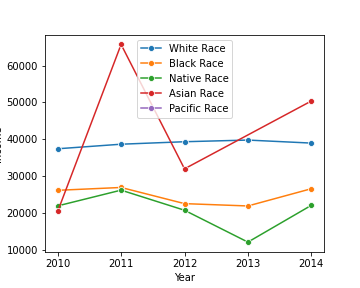 White Race
Black Race
Native Race
Asian Race
Pacific Race
60000
50000
40000
30000
20000
10000
2010 2011 2012 2013 2014
Year